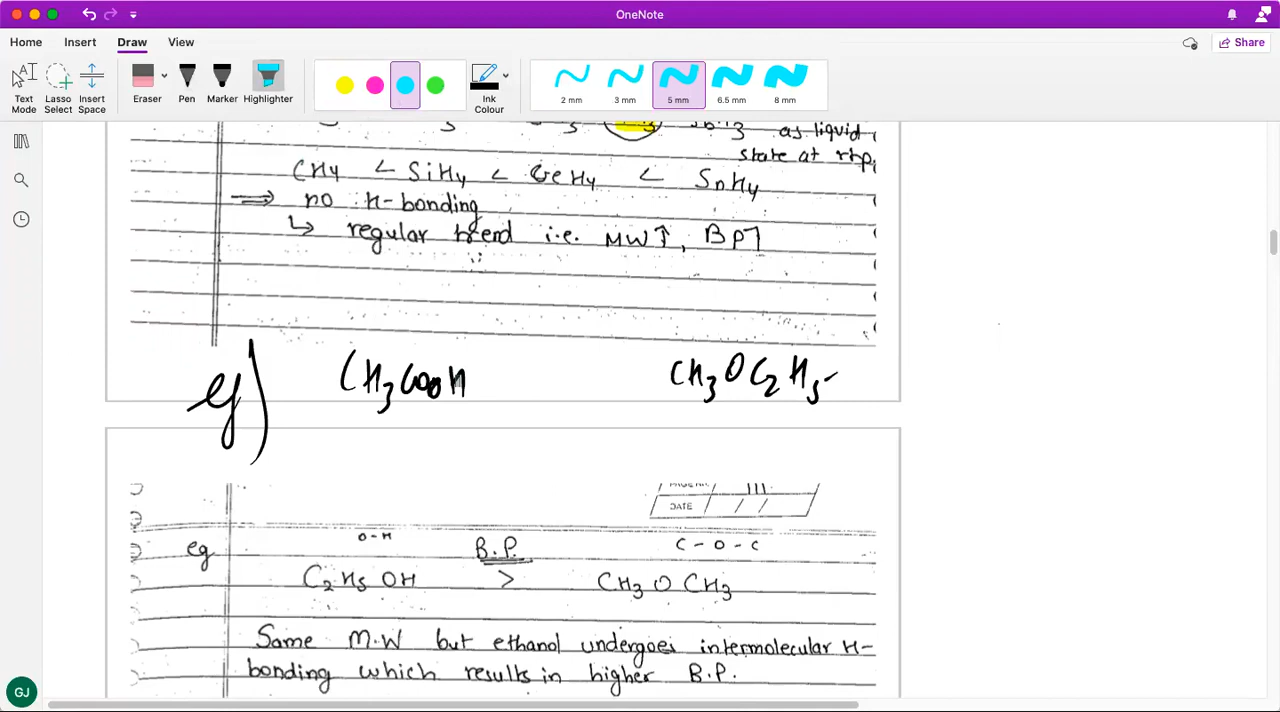 OneNote
Home Insert Draw View
Share
Text Mode
Lasso Select
Insert Space
Eraser
Pen
Marker
Highlighter
Ink Colour
2 mm
3 mm
5 mm
6.5 mm
8 mm
as liquid
state at rtp
CH4 < SiH4 < GeH4 < SnH4
⟹ no H-bonding
↳ regular trend i.e. MW↑, BP↑
eg) CH3COOH CH3OC2H5
DATE / /
O-H C-O-C
eg B.P.
C2H5OH > CH3OCH3
Same M.W but ethanol undergoes intermolecular H-
bonding which results in higher B.P.
GJ